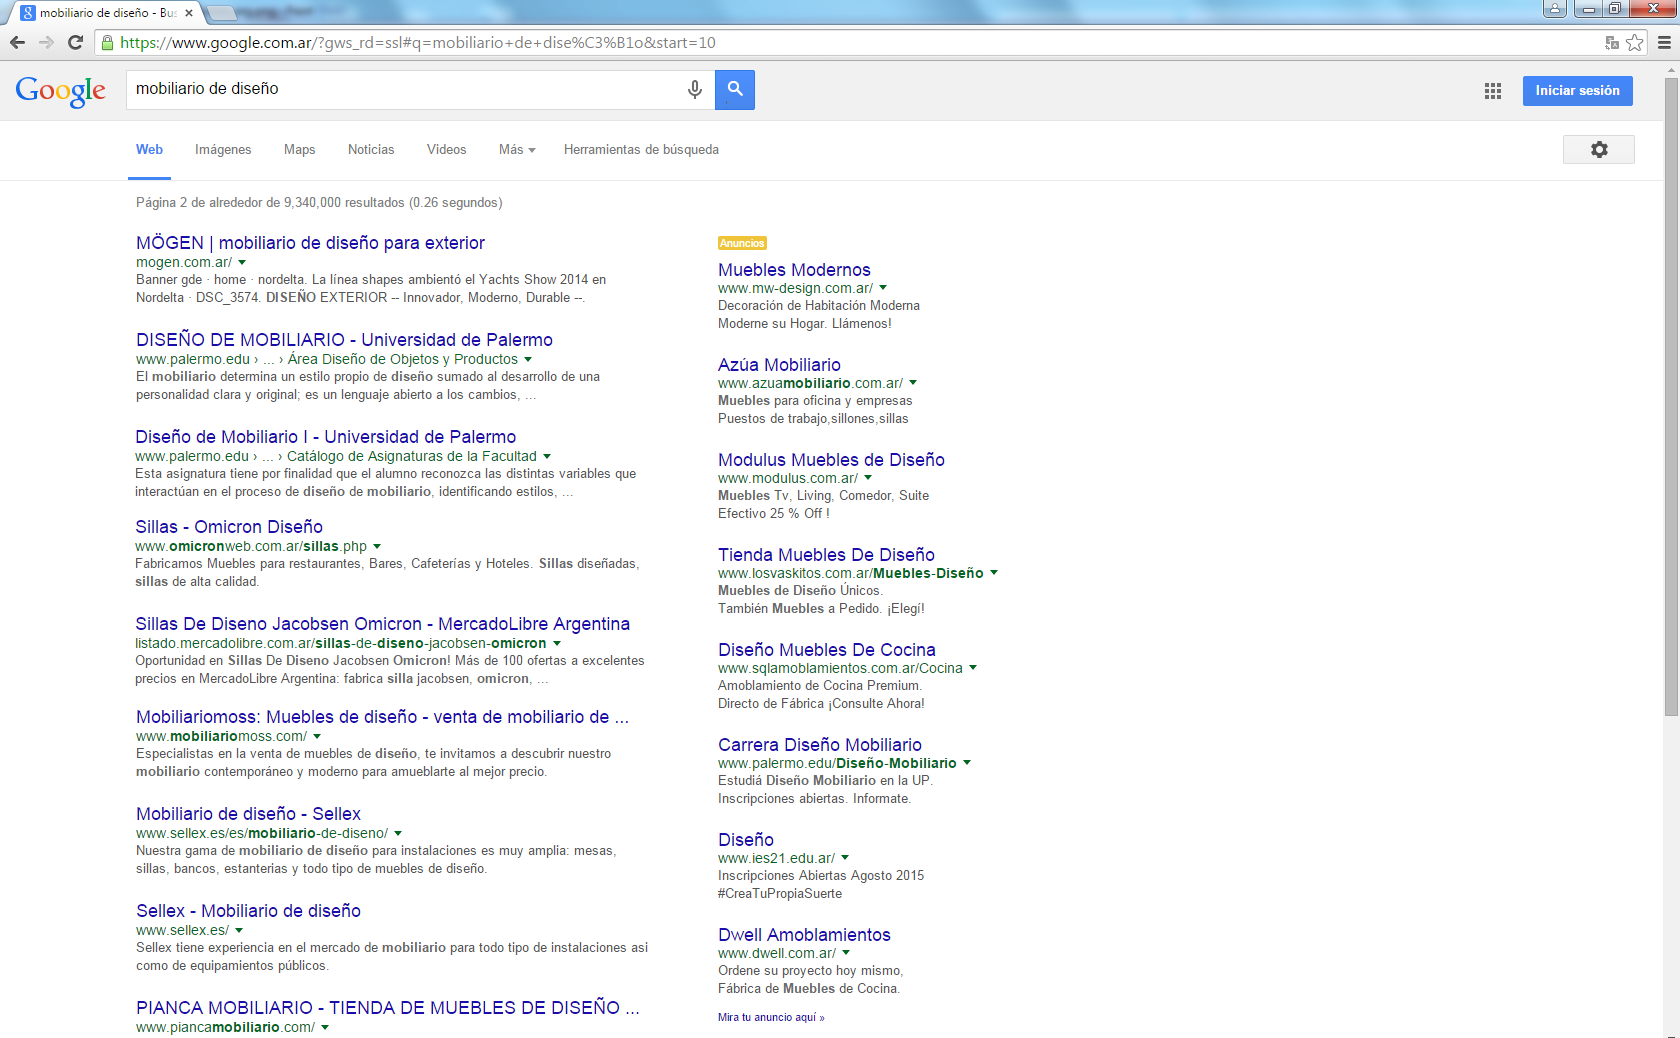 mobiliario de diseño - Bus
https://www.google.com.ar/?gws_rd=ssl#q=mobiliario+de+dise%C3%B1o&start=10
Google
mobiliario de diseño
Iniciar sesión
Web Imágenes Maps Noticias Videos Más Herramientas de búsqueda
Página 2 de alrededor de 9,340,000 resultados (0.26 segundos)
MÖGEN | mobiliario de diseño para exterior
mogen.com.ar/
Banner gde · home · nordelta. La línea shapes ambientó el Yachts Show 2014 en
Nordelta · DSC_3574. DISEÑO EXTERIOR -- Innovador, Moderno, Durable --.
DISEÑO DE MOBILIARIO - Universidad de Palermo
www.palermo.edu › ... › Área Diseño de Objetos y Productos
El mobiliario determina un estilo propio de diseño sumado al desarrollo de una
personalidad clara y original; es un lenguaje abierto a los cambios, ...
Diseño de Mobiliario I - Universidad de Palermo
www.palermo.edu › ... › Catálogo de Asignaturas de la Facultad
Esta asignatura tiene por finalidad que el alumno reconozca las distintas variables que
interactúan en el proceso de diseño de mobiliario, identificando estilos, ...
Sillas - Omicron Diseño
www.omicronweb.com.ar/sillas.php
Fabricamos Muebles para restaurantes, Bares, Cafeterías y Hoteles. Sillas diseñadas,
sillas de alta calidad.
Sillas De Diseno Jacobsen Omicron - MercadoLibre Argentina
listado.mercadolibre.com.ar/sillas-de-diseno-jacobsen-omicron
Oportunidad en Sillas De Diseno Jacobsen Omicron! Más de 100 ofertas a excelentes
precios en MercadoLibre Argentina: fabrica silla jacobsen, omicron, ...
Mobiliariomoss: Muebles de diseño - venta de mobiliario de ...
www.mobiliariomoss.com/
Especialistas en la venta de muebles de diseño, te invitamos a descubrir nuestro
mobiliario contemporáneo y moderno para amueblarte al mejor precio.
Mobiliario de diseño - Sellex
www.sellex.es/es/mobiliario-de-diseno/
Nuestra gama de mobiliario de diseño para instalaciones es muy amplia: mesas,
sillas, bancos, estanterias y todo tipo de muebles de diseño.
Sellex - Mobiliario de diseño
www.sellex.es/
Sellex tiene experiencia en el mercado de mobiliario para todo tipo de instalaciones asi
como de equipamientos públicos.
PIANCA MOBILIARIO - TIENDA DE MUEBLES DE DISEÑO ...
www.piancamobiliario.com/
Anuncios
Muebles Modernos
www.mw-design.com.ar/
Decoración de Habitación Moderna
Moderne su Hogar. Llámenos!
Azúa Mobiliario
www.azuamobiliario.com.ar/
Muebles para oficina y empresas
Puestos de trabajo,sillones,sillas
Modulus Muebles de Diseño
www.modulus.com.ar/
Muebles Tv, Living, Comedor, Suite
Efectivo 25 % Off !
Tienda Muebles De Diseño
www.losvaskitos.com.ar/Muebles-Diseño
Muebles de Diseño Únicos.
También Muebles a Pedido. ¡Elegí!
Diseño Muebles De Cocina
www.sqlamoblamientos.com.ar/Cocina
Amoblamiento de Cocina Premium.
Directo de Fábrica ¡Consulte Ahora!
Carrera Diseño Mobiliario
www.palermo.edu/Diseño-Mobiliario
Estudiá Diseño Mobiliario en la UP.
Inscripciones abiertas. Informate.
Diseño
www.ies21.edu.ar/
Inscripciones Abiertas Agosto 2015
#CreaTuPropiaSuerte
Dwell Amoblamientos
www.dwell.com.ar/
Ordene su proyecto hoy mismo,
Fábrica de Muebles de Cocina.
Mira tu anuncio aquí »